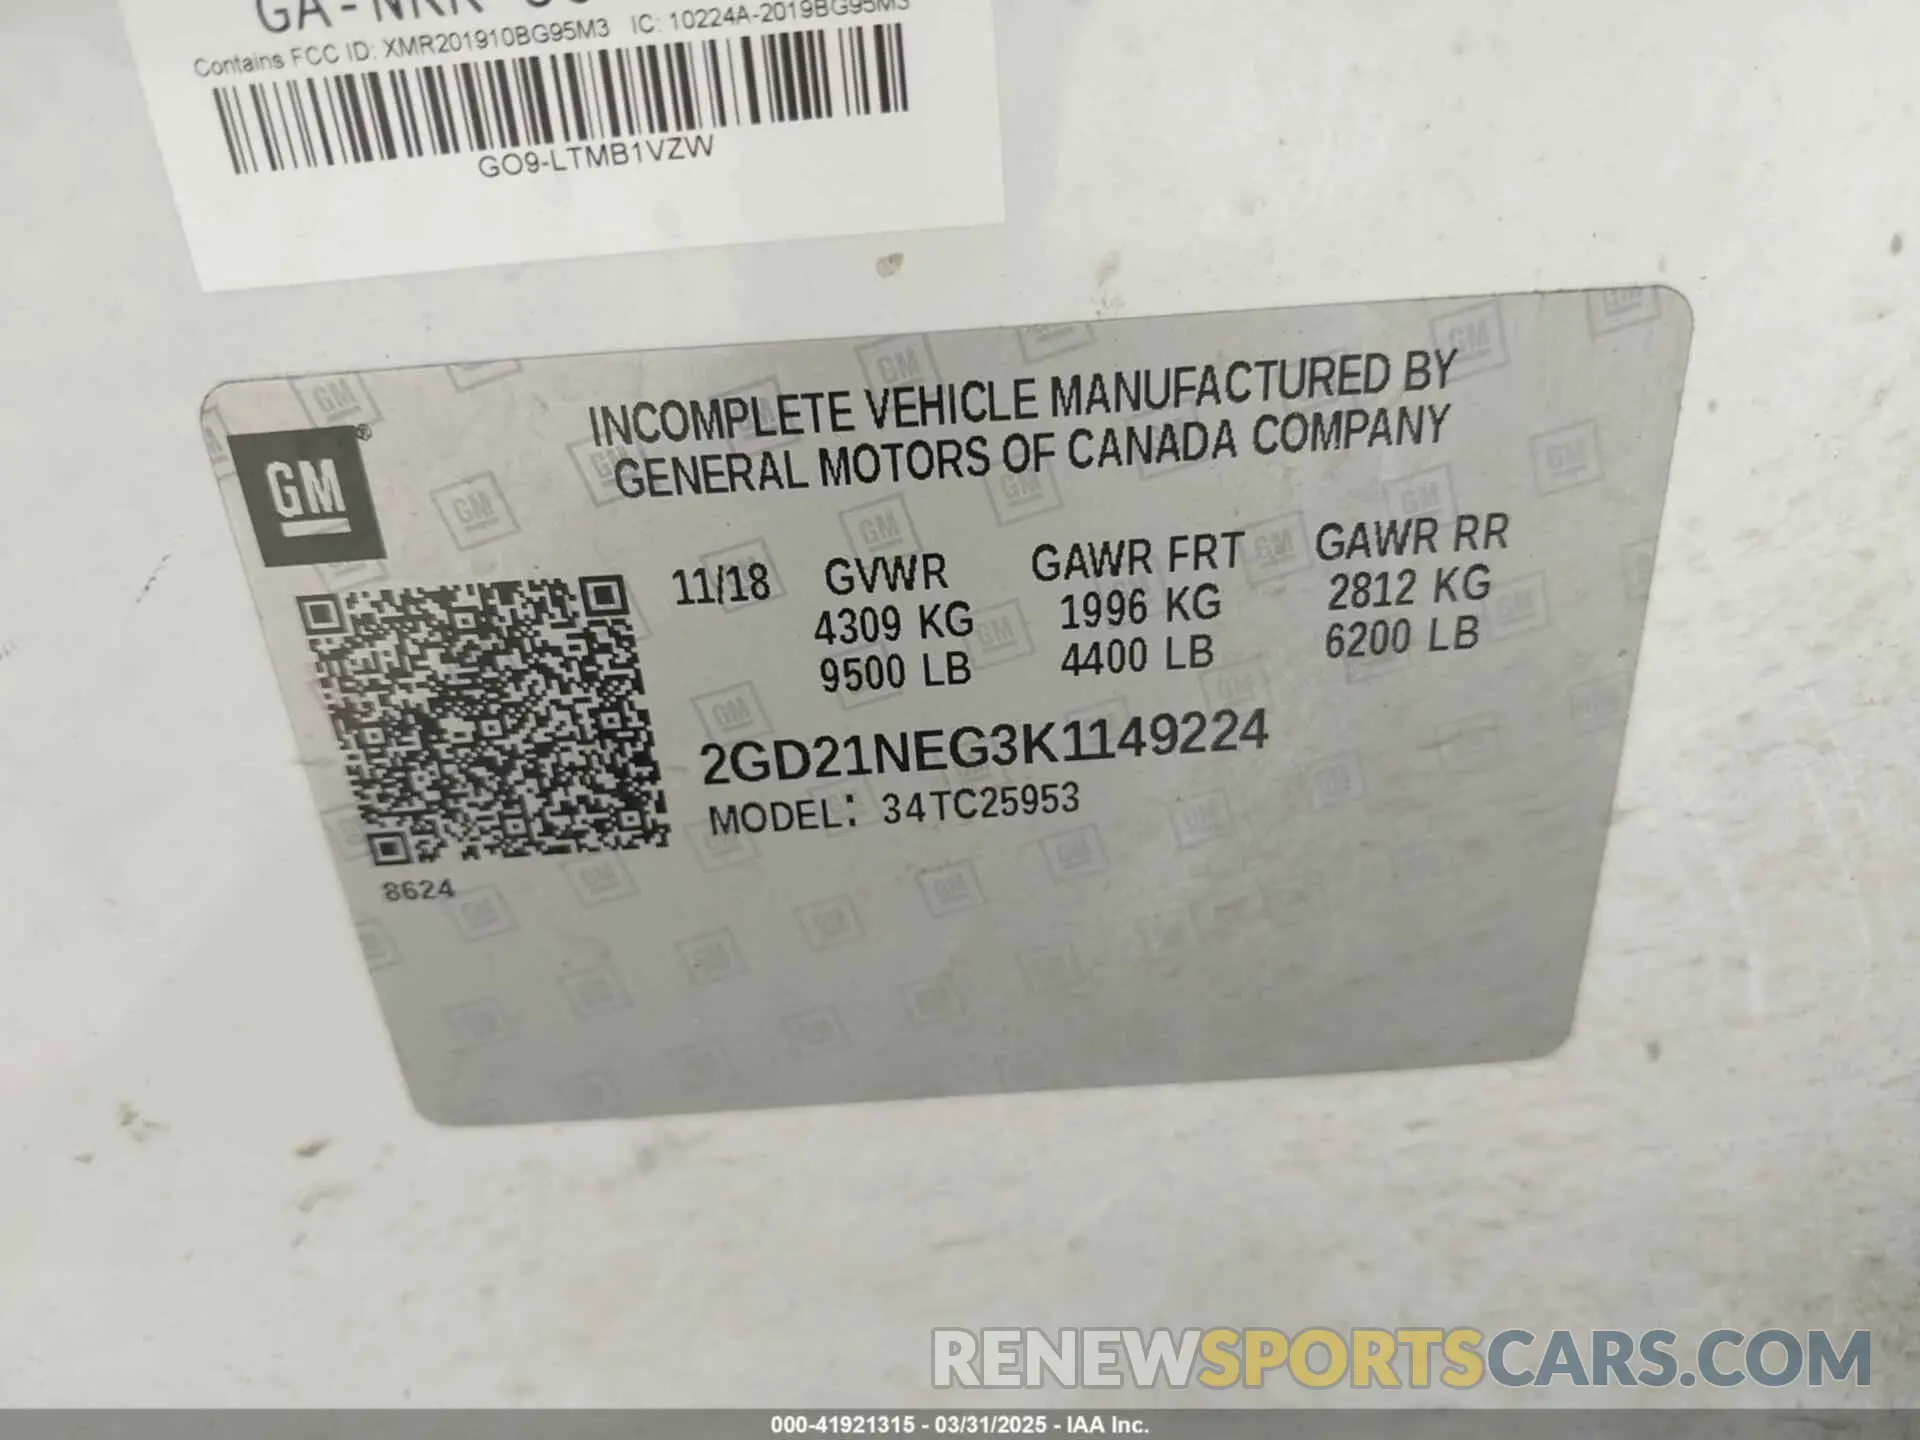 GA-NRK
Contains FCC ID: XMR201910BG95M3 IC: 10224A-2019BG95M3
GO9-LTMB1VZW
INCOMPLETE VEHICLE MANUFACTURED BY
GENERAL MOTORS OF CANADA COMPANY
GM®
11/18 GVWR GAWR FRT GAWR RR
4309 KG 1996 KG 2812 KG
9500 LB 4400 LB 6200 LB
2GD21NEG3K1149224
MODEL: 34TC25953
8624
RENEWSPORTSCARS.COM
000-41921315 - 03/31/2025 - IAA Inc.